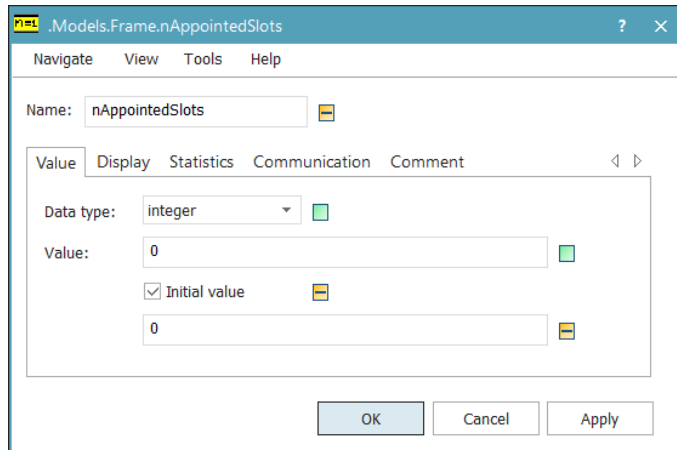 n=1 .Models.Frame.nAppointedSlots ? ×
Navigate View Tools Help
Name: nAppointedSlots
Value Display Statistics Communication Comment
Data type: integer
Value: 0
Initial value
0
OK Cancel Apply